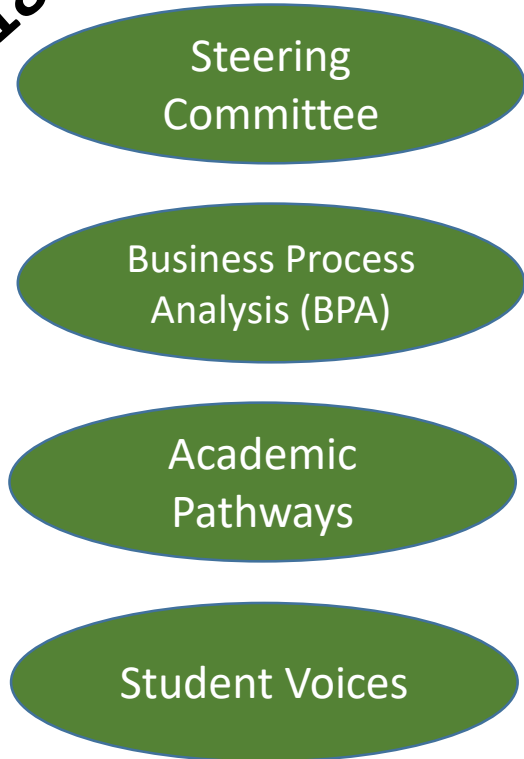 Steering
Committee
Business Process
Analysis (BPA)
Academic
Pathways
Student Voices